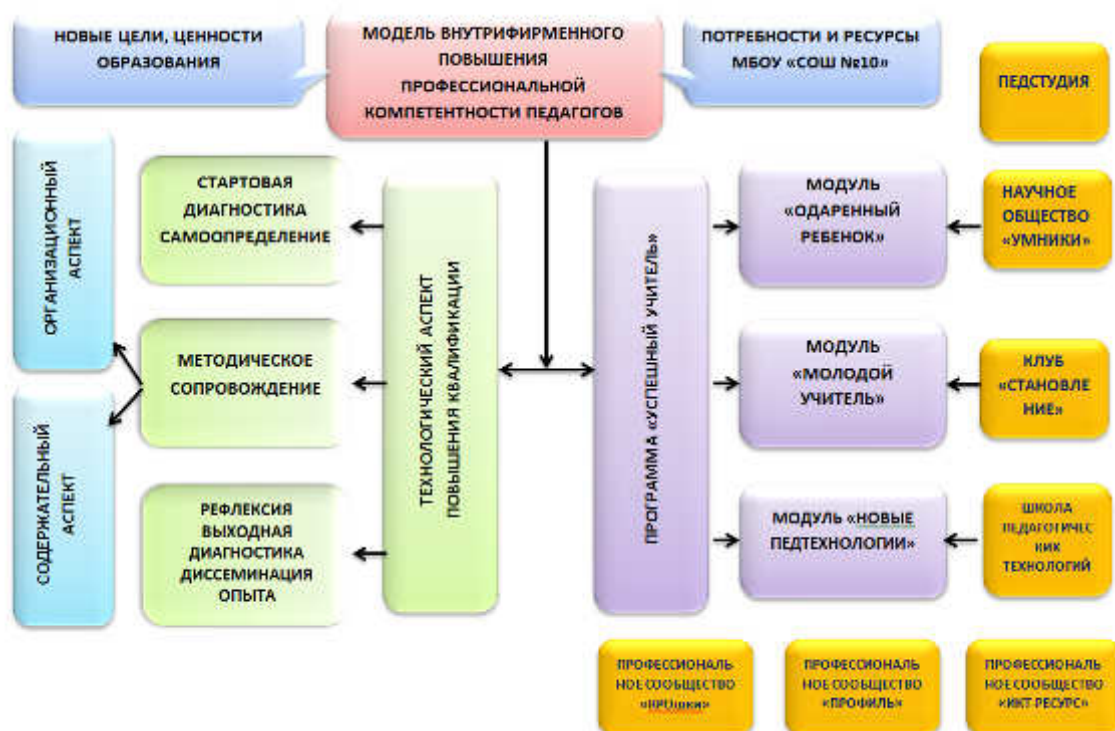 НОВЫЕ ЦЕЛИ, ЦЕННОСТИ
ОБРАЗОВАНИЯ
МОДЕЛЬ ВНУТРИФИРМЕННОГО
ПОВЫШЕНИЯ
ПРОФЕССИОНАЛЬНОЙ
КОМПЕТЕНТНОСТИ ПЕДАГОГОВ
ПОТРЕБНОСТИ И РЕСУРСЫ
МБОУ «СОШ №10»
ПЕДСТУДИЯ
ОРГАНИЗАЦИОННЫЙ
АСПЕКТ
СТАРТОВАЯ
ДИАГНОСТИКА
САМООПРЕДЕЛЕНИЕ
ТЕХНОЛОГИЧЕСКИЙ АСПЕКТ
ПОВЫШЕНИЯ КВАЛИФИКАЦИИ
ПРОГРАММА «УСПЕШНЫЙ УЧИТЕЛЬ»
МОДУЛЬ
«ОДАРЕННЫЙ
РЕБЕНОК»
НАУЧНОЕ
ОБЩЕСТВО
«УМНИКИ»
МЕТОДИЧЕСКОЕ
СОПРОВОЖДЕНИЕ
МОДУЛЬ
«МОЛОДОЙ
УЧИТЕЛЬ»
КЛУБ
«СТАНОВЛЕ
НИЕ»
СОДЕРЖАТЕЛЬНЫЙ
АСПЕКТ
РЕФЛЕКСИЯ
ВЫХОДНАЯ
ДИАГНОСТИКА
ДИССЕМИНАЦИЯ
ОПЫТА
МОДУЛЬ «НОВЫЕ
ПЕДТЕХНОЛОГИИ»
ШКОЛА
ПЕДАГОГИЧЕС
КИХ
ТЕХНОЛОГИЙ
ПРОФЕССИОНАЛЬ
НОЕ СООБЩЕСТВО
«КРОшки»
ПРОФЕССИОНАЛЬ
НОЕ СООБЩЕСТВО
«ПРОФИЛЬ»
ПРОФЕССИОНАЛЬ
НОЕ СООБЩЕСТВО
«ИКТ-РЕСУРС»